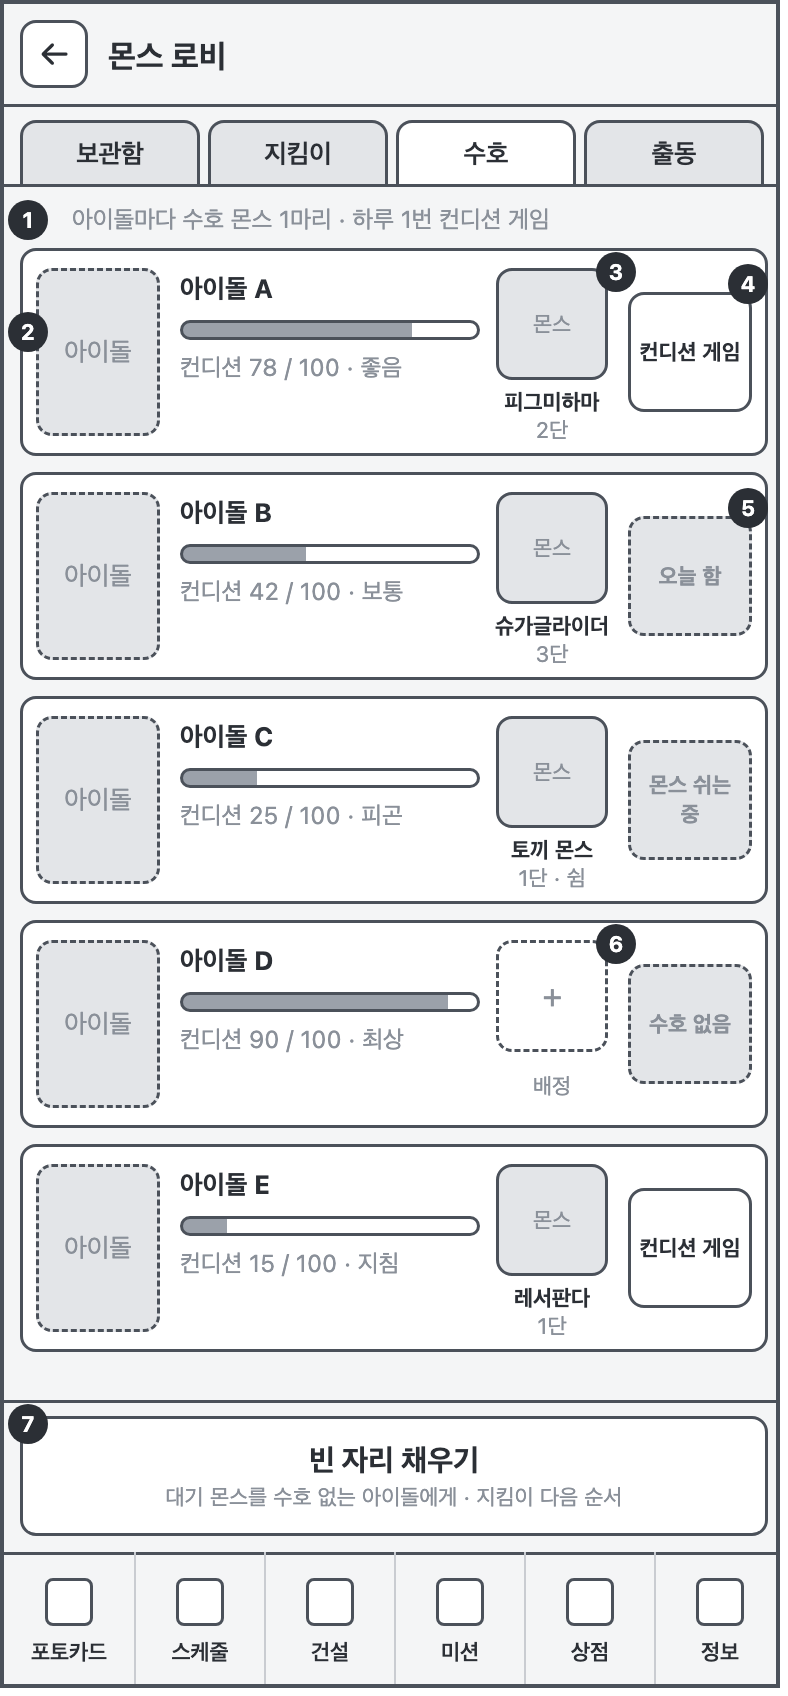 몬스 로비
보관함
지킴이
수호
출동
1
아이돌마다 수호 몬스 1마리 · 하루 1번 컨디션 게임
2
아이돌
아이돌 A
컨디션 78 / 100 · 좋음
3
몬스
피그미하마
2단
4
컨디션 게임
아이돌
아이돌 B
컨디션 42 / 100 · 보통
몬스
슈가글라이더
3단
5
오늘 함
아이돌
아이돌 C
컨디션 25 / 100 · 피곤
몬스
토끼 몬스
1단 · 쉼
몬스 쉬는
중
아이돌
아이돌 D
컨디션 90 / 100 · 최상
6
+
배정
수호 없음
아이돌
아이돌 E
컨디션 15 / 100 · 지침
몬스
레서판다
1단
컨디션 게임
7
빈 자리 채우기
대기 몬스를 수호 없는 아이돌에게 · 지킴이 다음 순서
포토카드
스케줄
건설
미션
상점
정보